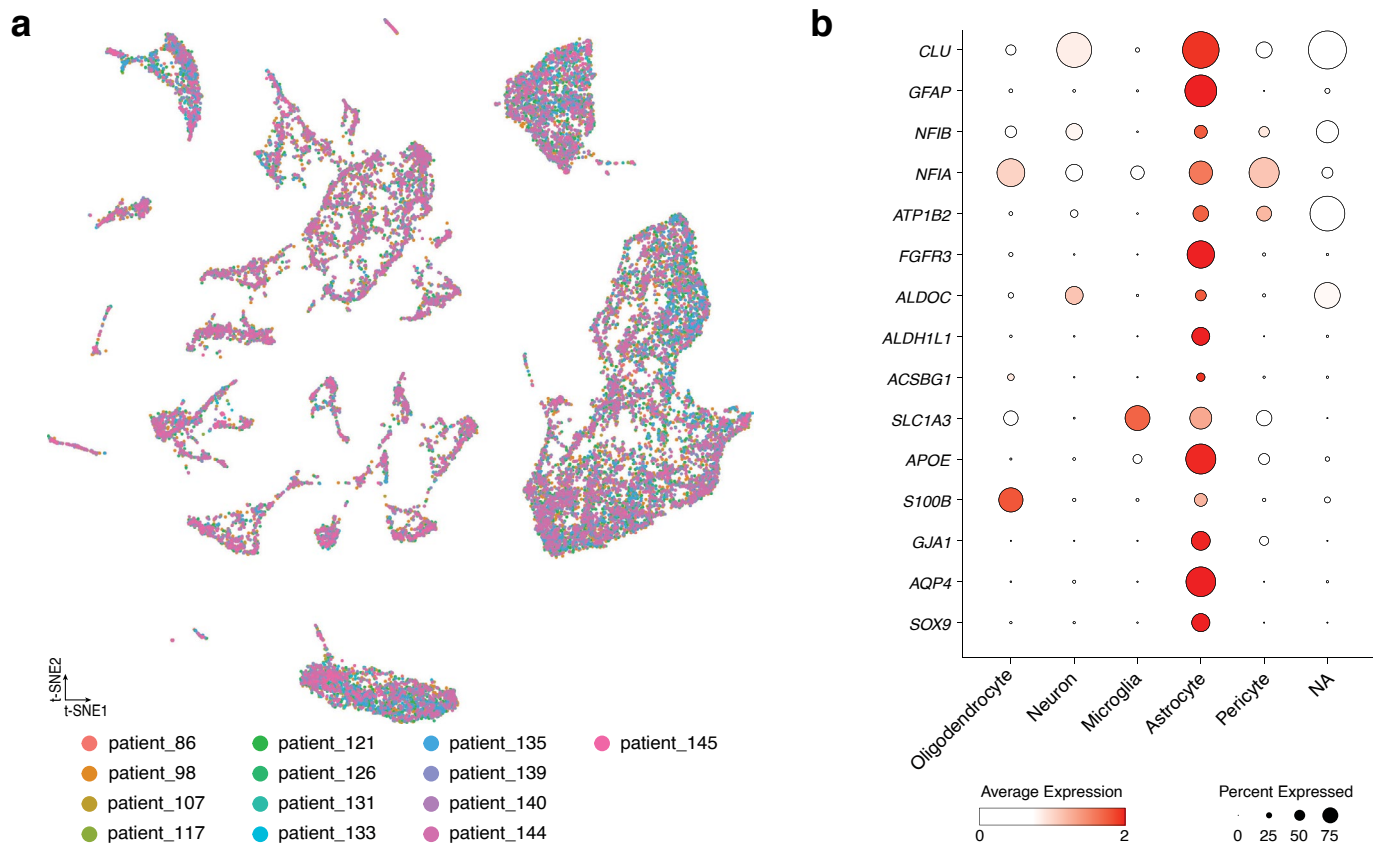 a
t-SNE2
t-SNE1
patient_86
patient_98
patient_107
patient_117
patient_121
patient_126
patient_131
patient_133
patient_135
patient_139
patient_140
patient_144
patient_145
b
CLU
GFAP
NFIB
NFIA
ATP1B2
FGFR3
ALDOC
ALDH1L1
ACSBG1
SLC1A3
APOE
S100B
GJA1
AQP4
SOX9
Oligodendrocyte
Neuron
Microglia
Astrocyte
Pericyte
NA
Average Expression
0 2
Percent Expressed
0 25 50 75